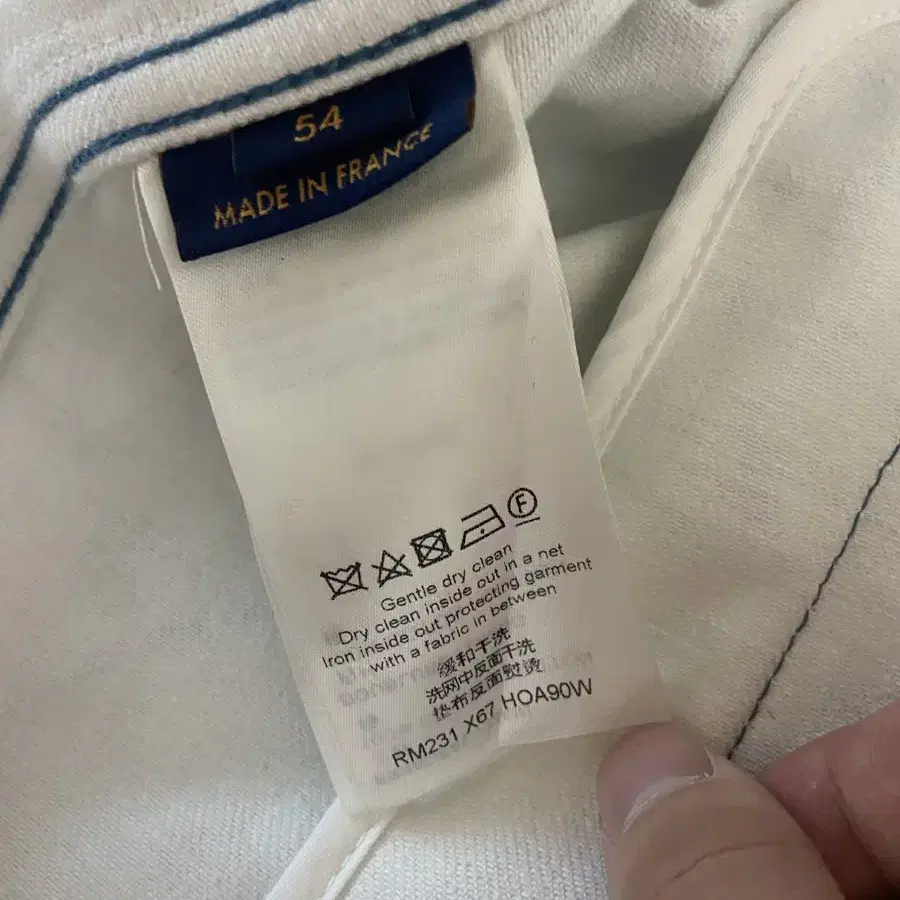 54
MADE IN FRANCE
F
Gentle dry clean
Dry clean inside out in a net
Iron inside out protecting garment
with a fabric in between
缓和干洗
洗网中反面干洗
垫布反面熨烫
RM231 X67 HOA90W